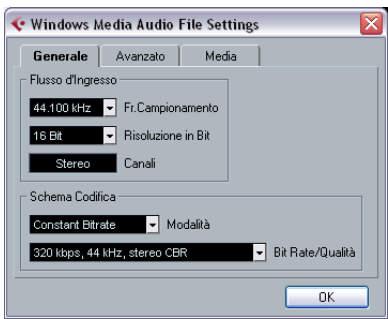 Windows Media Audio File Settings
Generale Avanzato Media
Flusso d'Ingresso
44.100 kHz Fr.Campionamento
16 Bit Risoluzione in Bit
Stereo Canali
Schema Codifica
Constant Bitrate Modalità
320 kbps, 44 kHz, stereo CBR Bit Rate/Qualità
OK